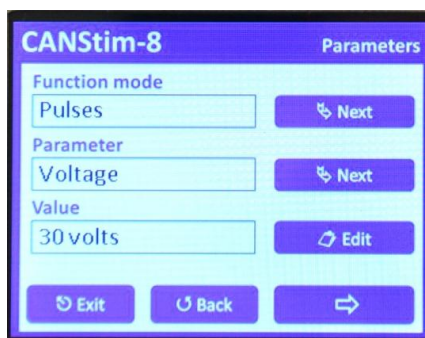 CANStim-8
Parameters
Function mode
Pulses
Next
Parameter
Voltage
Next
Value
30 volts
Edit
Exit
Back